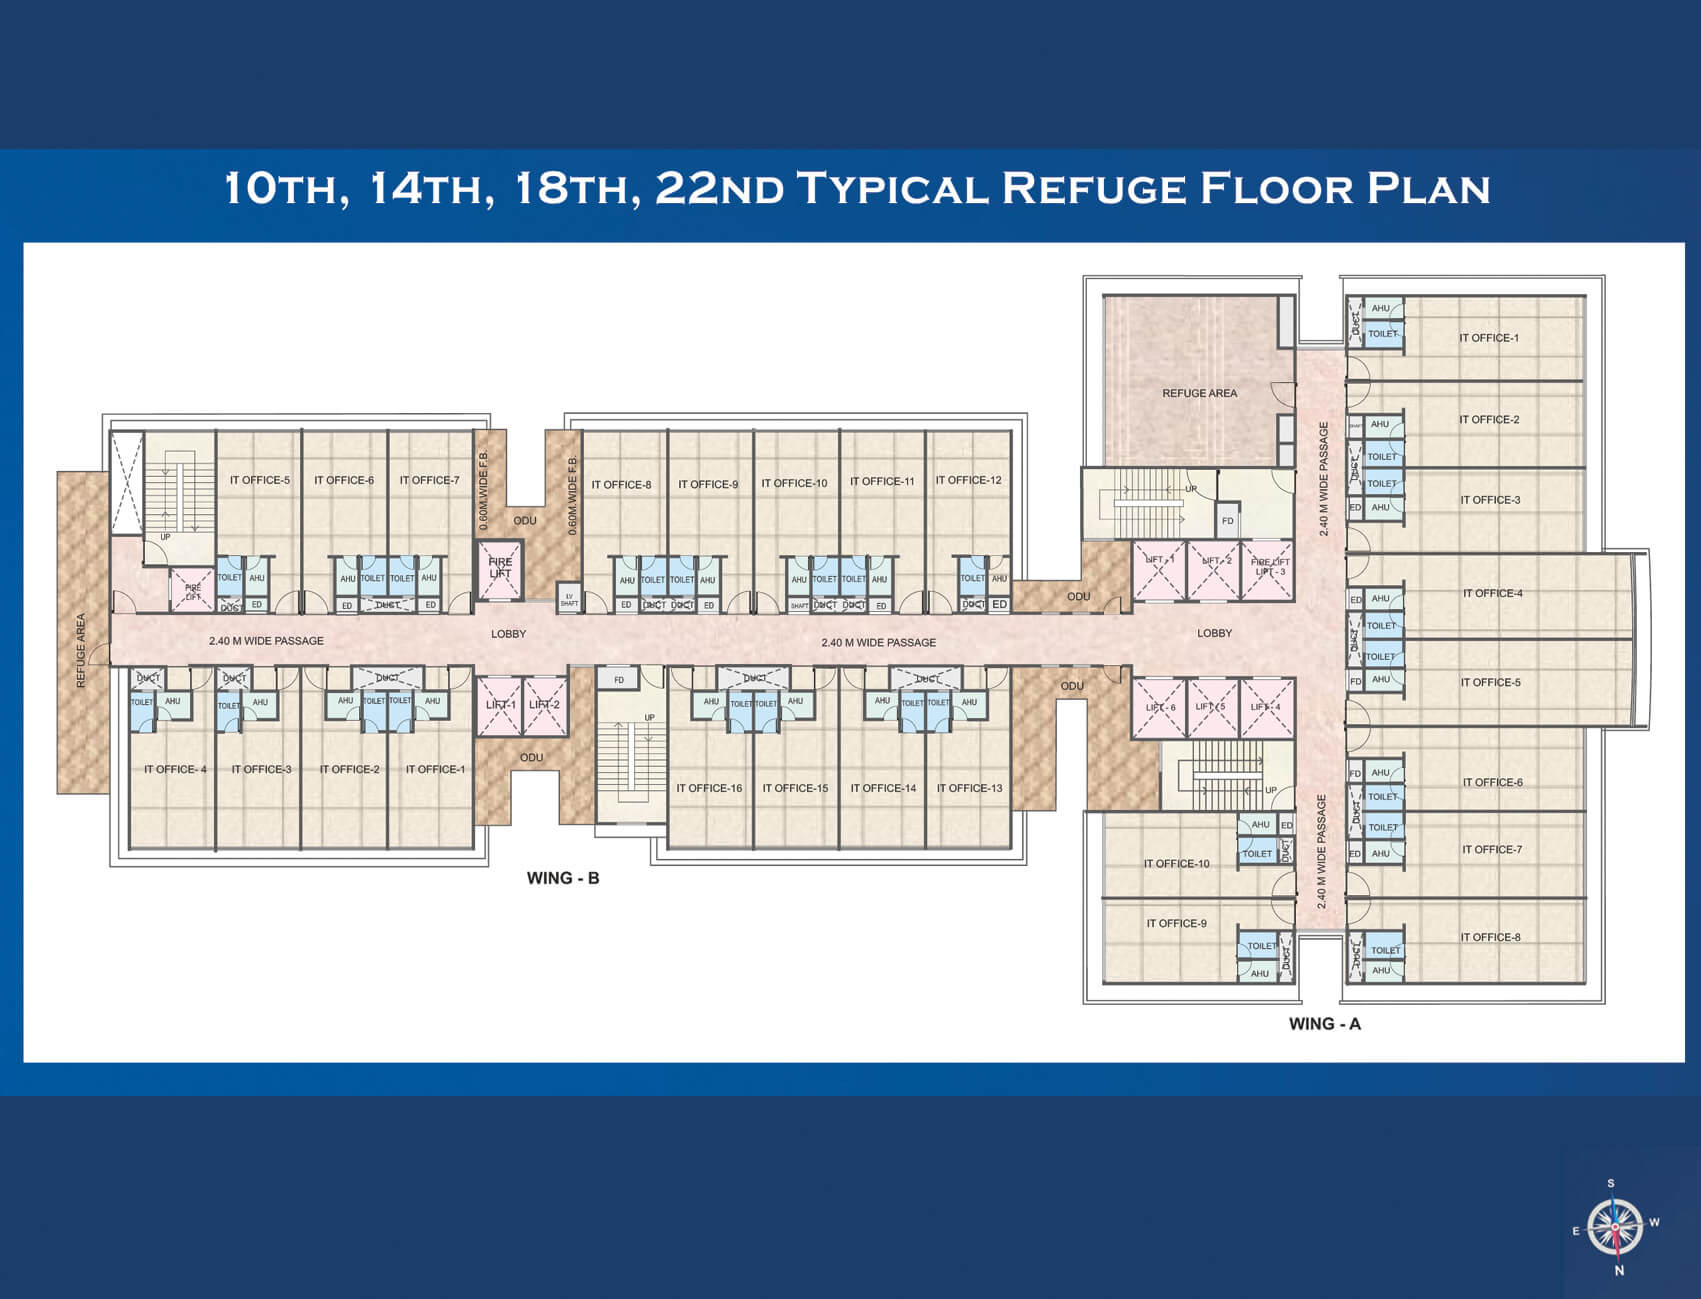 10TH, 14TH, 18TH, 22ND TYPICAL REFUGE FLOOR PLAN
REFUGE AREA
UP
FIRE
LIFT
IT OFFICE-5
TOILET
AHU
DUCT
ED
IT OFFICE-6
AHU
TOILET
ED
DUCT
IT OFFICE-7
TOILET
AHU
ED
0.60M.WIDE F.B.
ODU
0.60M.WIDE F.B.
FIRE
LIFT
LV
SHAFT
IT OFFICE-8
AHU
TOILET
ED
DUCT
IT OFFICE-9
TOILET
AHU
DUCT
ED
IT OFFICE-10
AHU
TOILET
SHAFT
DUCT
IT OFFICE-11
TOILET
AHU
DUCT
ED
IT OFFICE-12
TOILET
AHU
DUCT
ED
ODU
2.40 M WIDE PASSAGE
LOBBY
2.40 M WIDE PASSAGE
LOBBY
DUCT
TOILET
AHU
IT OFFICE- 4
DUCT
TOILET
AHU
IT OFFICE-3
DUCT
AHU
TOILET
IT OFFICE-2
TOILET
AHU
IT OFFICE-1
LIFT-1
LIFT-2
ODU
FD
UP
DUCT
AHU
TOILET
IT OFFICE-16
TOILET
AHU
IT OFFICE-15
DUCT
AHU
TOILET
IT OFFICE-14
TOILET
AHU
IT OFFICE-13
ODU
WING - B
REFUGE AREA
UP
FD
LIFT - 1
LIFT - 2
FIRE LIFT
LIFT - 3
LIFT - 6
LIFT - 5
LIFT - 4
UP
2.40 M WIDE PASSAGE
2.40 M WIDE PASSAGE
AHU
ED
TOILET
DUCT
IT OFFICE-10
IT OFFICE-9
TOILET
DUCT
AHU
DUCT
AHU
TOILET
IT OFFICE-1
SHAFT
AHU
IT OFFICE-2
TOILET
DUCT
TOILET
IT OFFICE-3
ED
AHU
ED
AHU
IT OFFICE-4
TOILET
DUCT
TOILET
FD
AHU
IT OFFICE-5
FD
AHU
IT OFFICE-6
TOILET
DUCT
TOILET
ED
AHU
IT OFFICE-7
DUCT
TOILET
AHU
IT OFFICE-8
WING - A
S
E
W
N